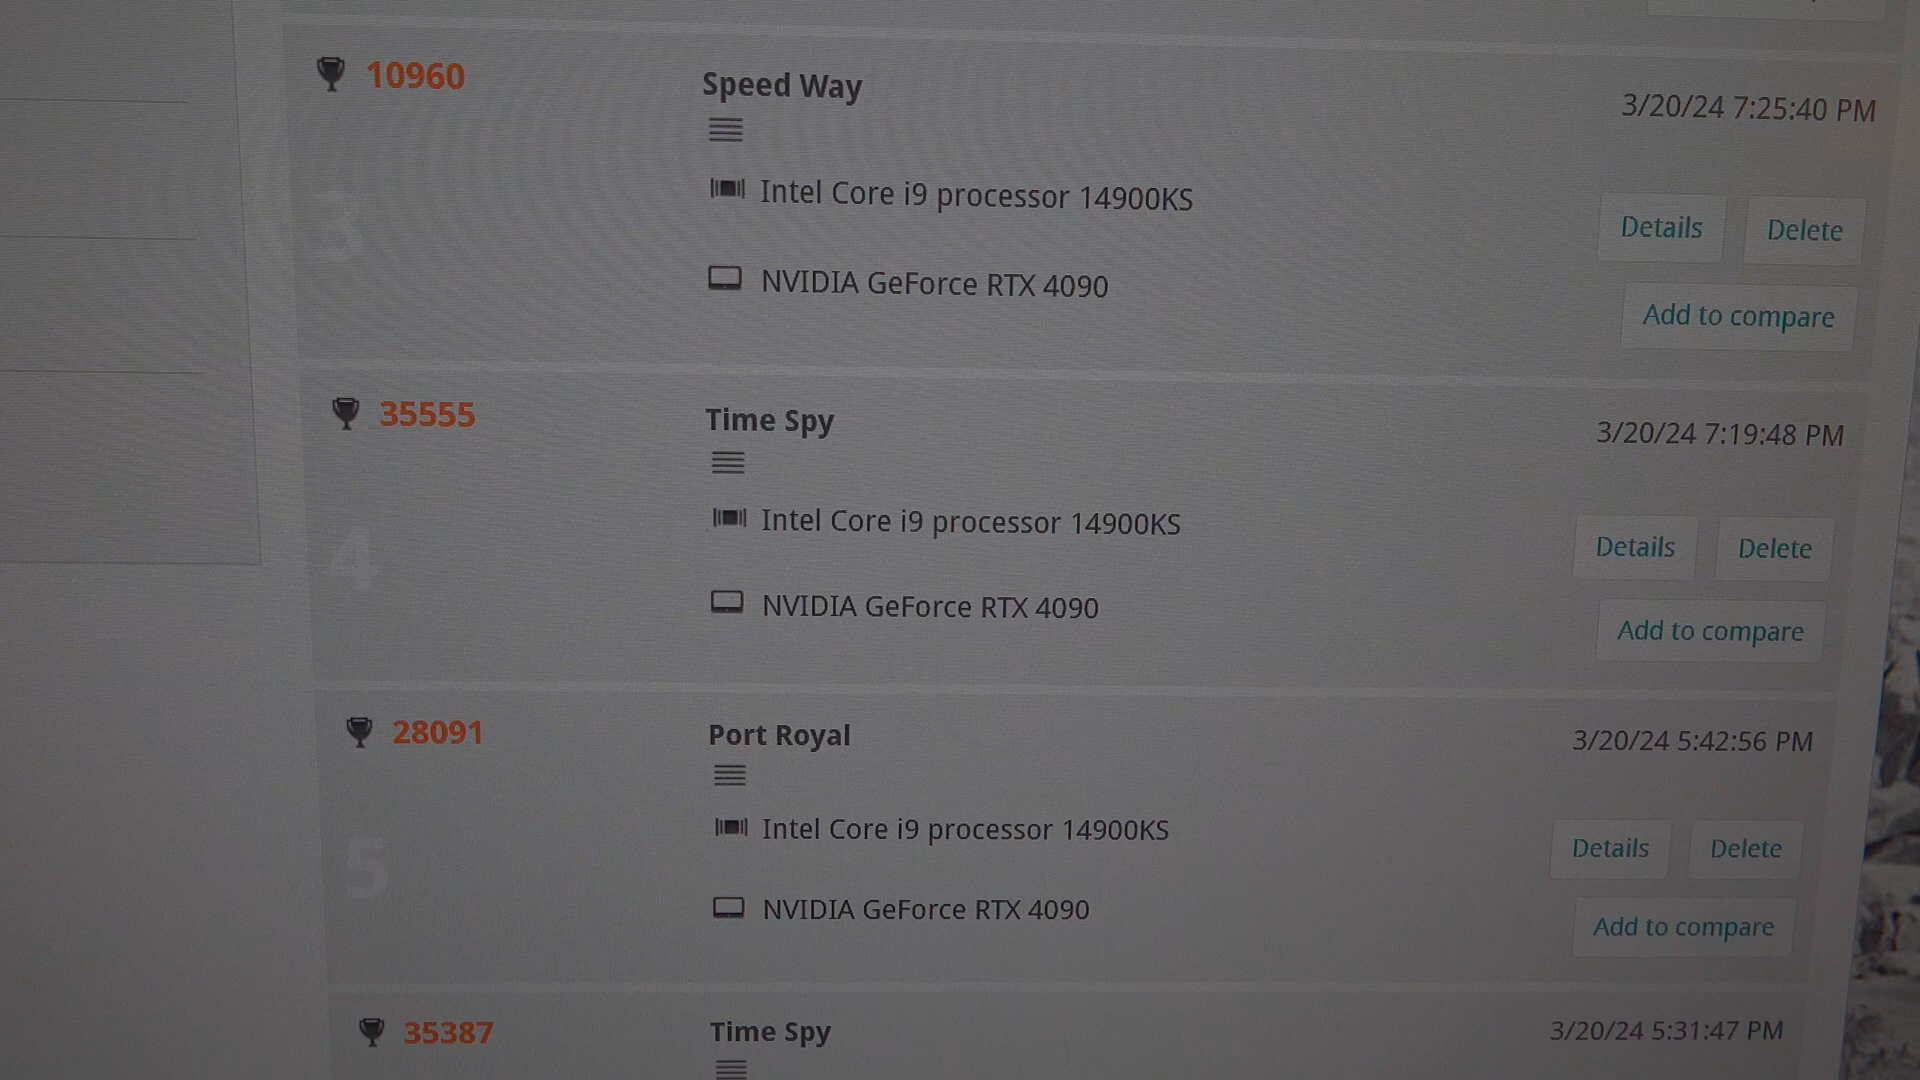 10960
Speed Way
3/20/24 7:25:40 PM
3
Intel Core i9 processor 14900KS
Details
Delete
NVIDIA GeForce RTX 4090
Add to compare
35555
Time Spy
3/20/24 7:19:48 PM
4
Intel Core i9 processor 14900KS
Details
Delete
NVIDIA GeForce RTX 4090
Add to compare
28091
Port Royal
3/20/24 5:42:56 PM
5
Intel Core i9 processor 14900KS
Details
Delete
NVIDIA GeForce RTX 4090
Add to compare
35387
Time Spy
3/20/24 5:31:47 PM